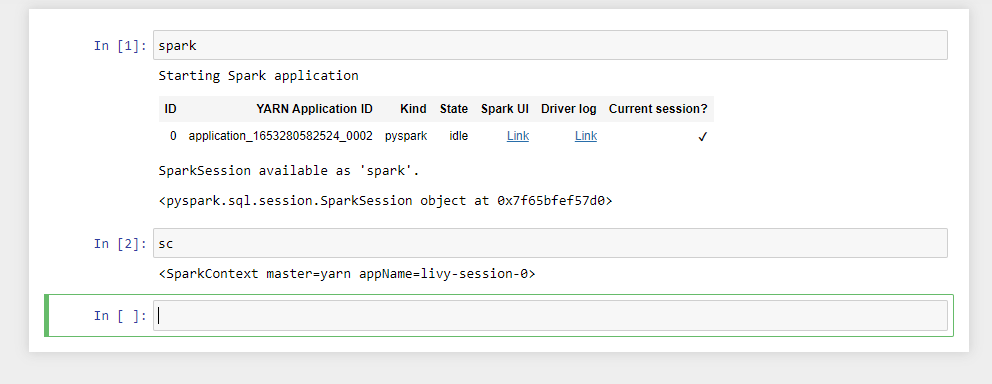 In [1]: spark
Starting Spark application
ID YARN Application ID Kind State Spark UI Driver log Current session?
0 application_1653280582524_0002 pyspark idle Link Link ✓
SparkSession available as 'spark'.
<pyspark.sql.session.SparkSession object at 0x7f65bfef57d0>
In [2]: sc
<SparkContext master=yarn appName=livy-session-0>
In [ ]: